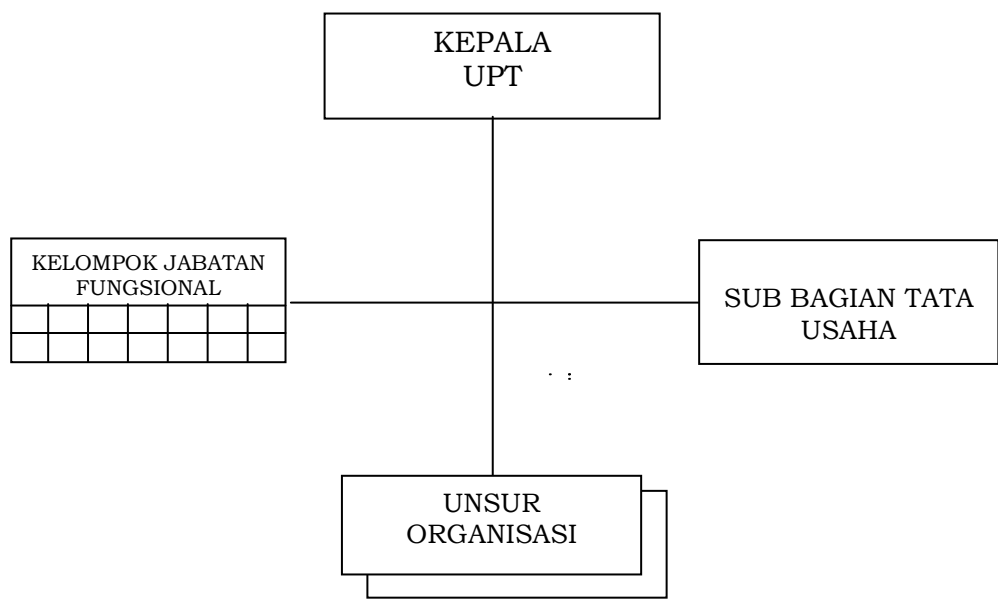 KEPALA
UPT
KELOMPOK JABATAN
FUNGSIONAL
SUB BAGIAN TATA
USAHA
UNSUR
ORGANISASI